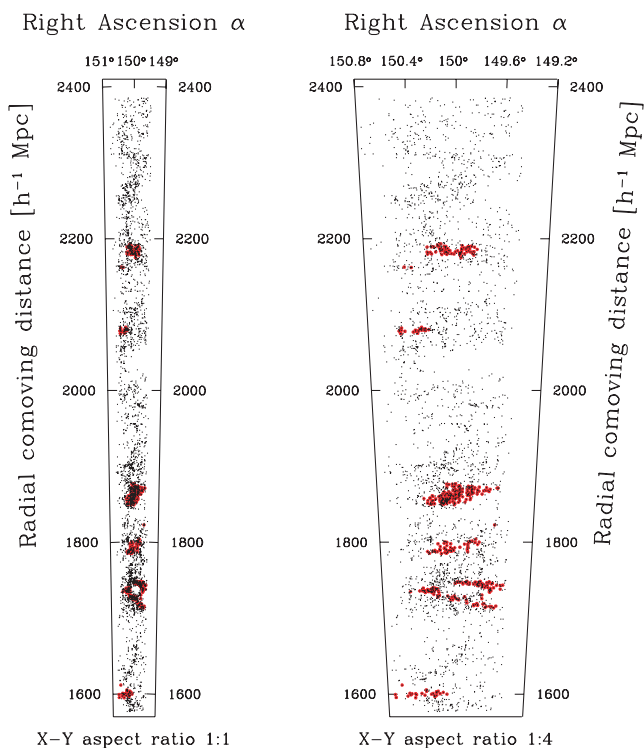 Right Ascension α
Right Ascension α
151° 150° 149°
150.8° 150.4° 150° 149.6° 149.2°
2400
2400
2400
2200
2200
2200
2200
2000
2000
2000
2000
1800
1800
1800
1800
1600
1600
1600
1600
Radial comoving distance [h⁻¹ Mpc]
Radial comoving distance [h⁻¹ Mpc]
X-Y aspect ratio 1:1
X-Y aspect ratio 1:4